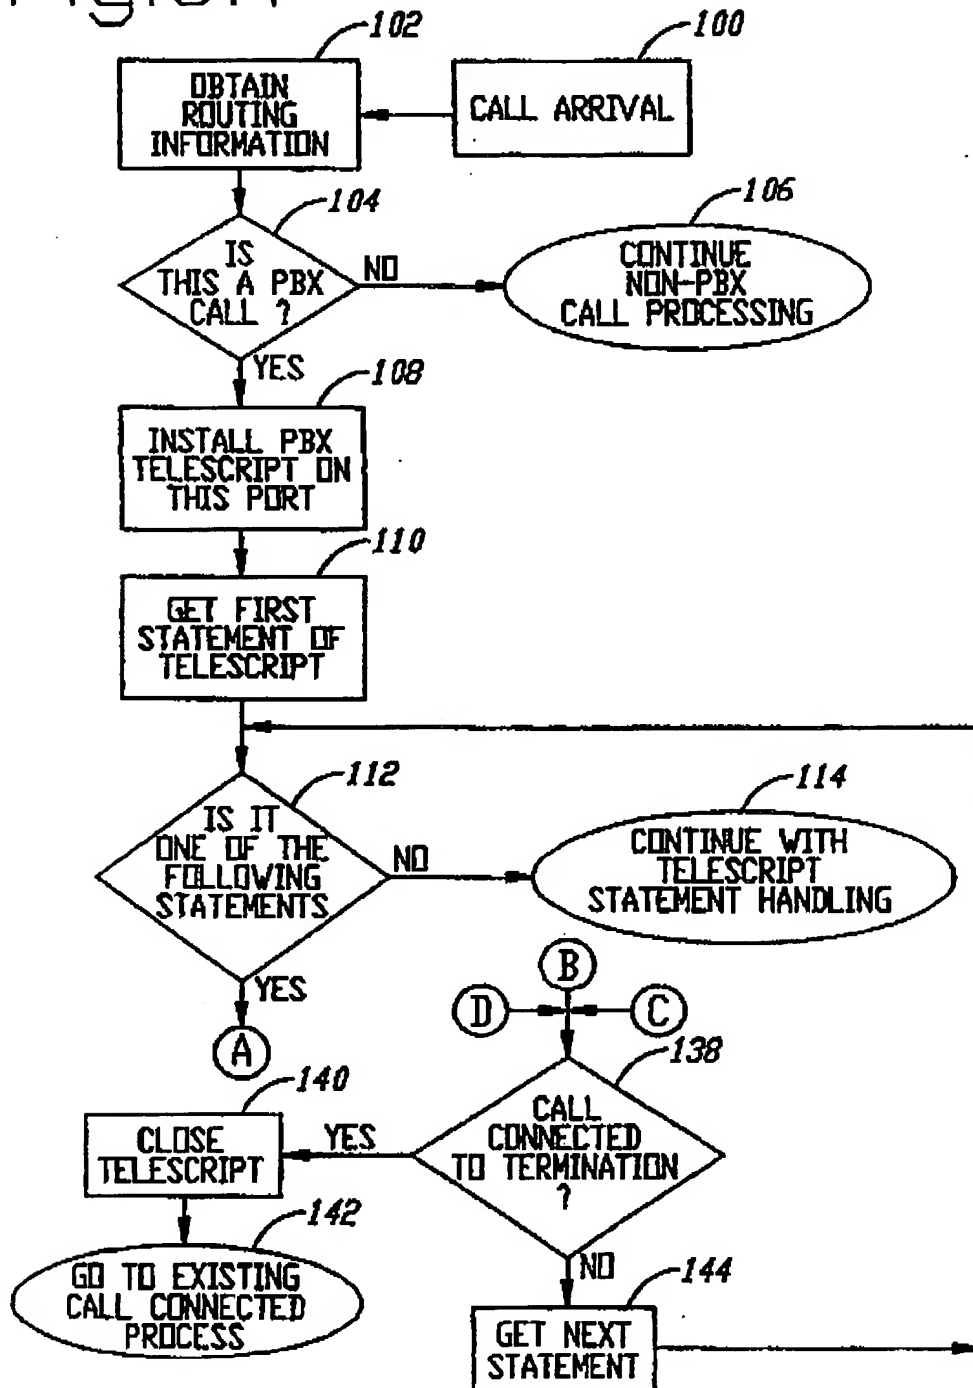 102
100
OBTAIN
ROUTING
INFORMATION
CALL ARRIVAL
104
106
IS
THIS A PBX
CALL ?
NO
CONTINUE
NON-PBX
CALL PROCESSING
YES
108
INSTALL PBX
TELESCRIPT ON
THIS PORT
110
GET FIRST
STATEMENT OF
TELESCRIPT
112
114
IS IT
ONE OF THE
FOLLOWING
STATEMENTS
NO
CONTINUE WITH
TELESCRIPT
STATEMENT HANDLING
YES
A
B
D
C
138
140
CALL
CONNECTED
TO TERMINATION
?
YES
CLOSE
TELESCRIPT
142
NO
144
GO TO EXISTING
CALL CONNECTED
PROCESS
GET NEXT
STATEMENT